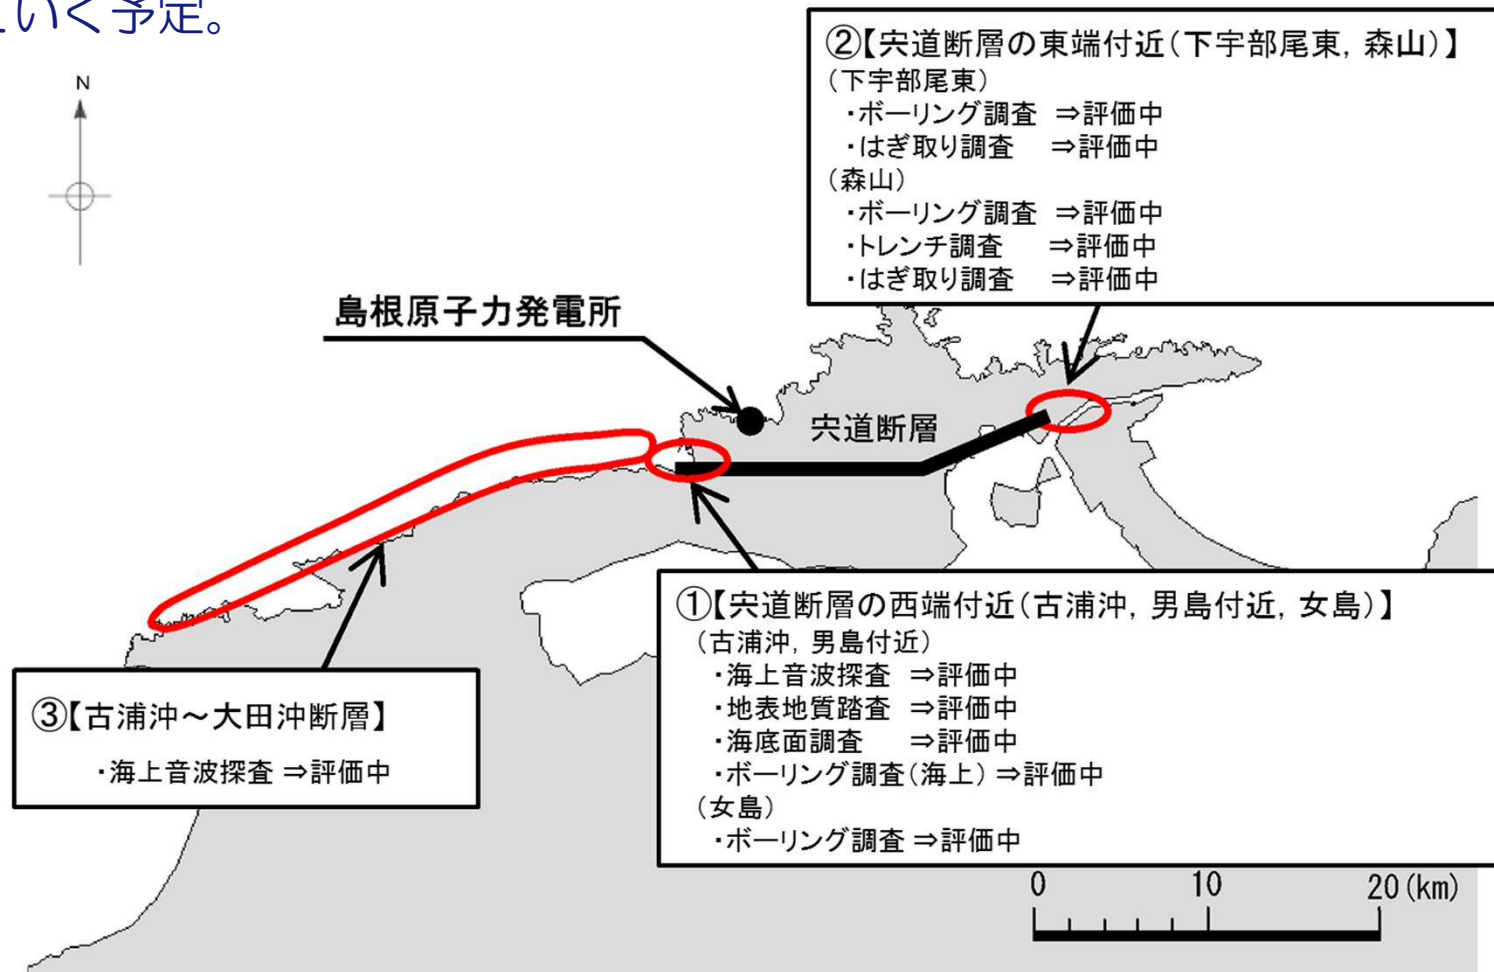 ていく予定。
N
②【宍道断層の東端付近(下宇部尾東, 森山)】
(下宇部尾東)
・ボーリング調査 ⇒評価中
・はぎ取り調査 ⇒評価中
(森山)
・ボーリング調査 ⇒評価中
・トレンチ調査 ⇒評価中
・はぎ取り調査 ⇒評価中
島根原子力発電所
宍道断層
①【宍道断層の西端付近(古浦沖, 男島付近, 女島)】
(古浦沖, 男島付近)
・海上音波探査 ⇒評価中
・地表地質踏査 ⇒評価中
・海底面調査 ⇒評価中
・ボーリング調査(海上) ⇒評価中
(女島)
・ボーリング調査 ⇒評価中
③【古浦沖～大田沖断層】
・海上音波探査 ⇒評価中
0 10 20 (km)